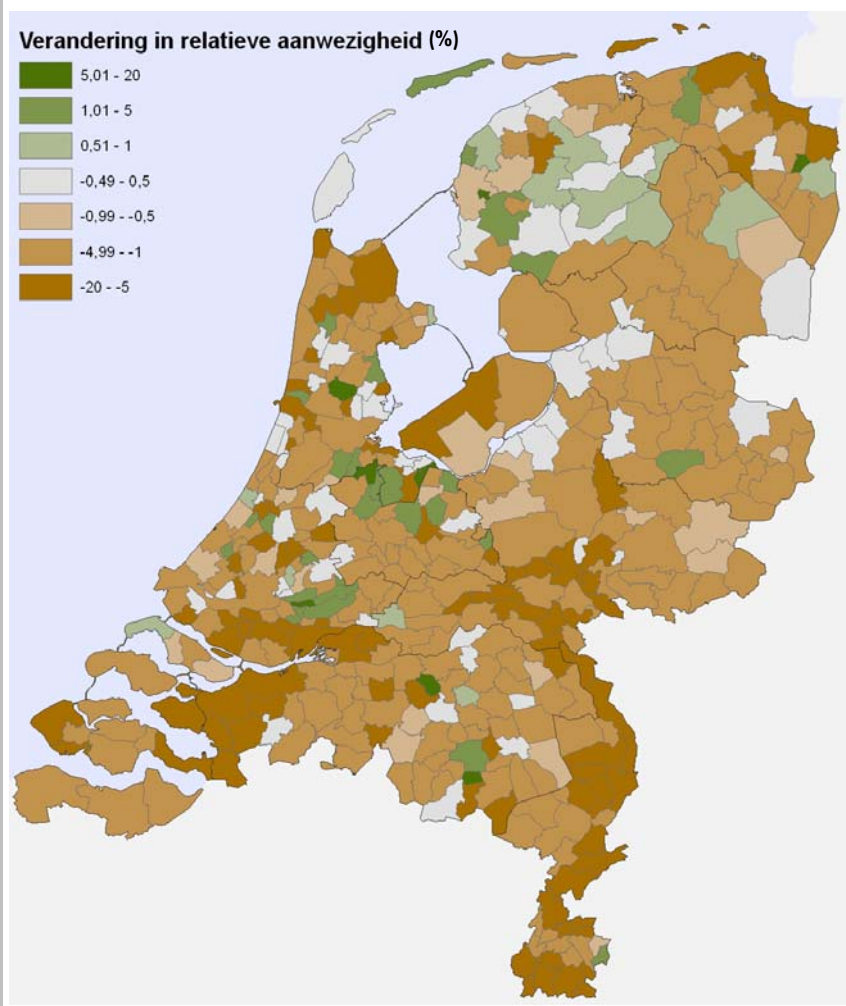 Verandering in relatieve aanwezigheid (%)
5,01 - 20
1,01 - 5
0,51 - 1
-0,49 - 0,5
-0,99 - -0,5
-4,99 - -1
-20 - -5